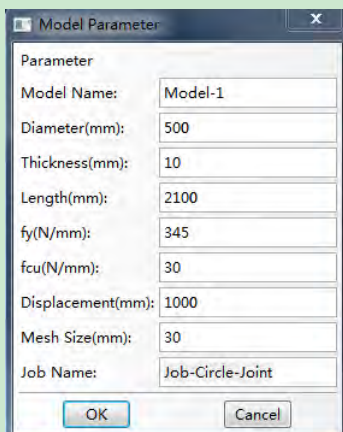 Model Parameter
x
Parameter
Model Name: Model-1
Diameter(mm): 500
Thickness(mm): 10
Length(mm): 2100
fy(N/mm): 345
fcu(N/mm): 30
Displacement(mm): 1000
Mesh Size(mm): 30
Job Name: Job-Circle-Joint
OK Cancel